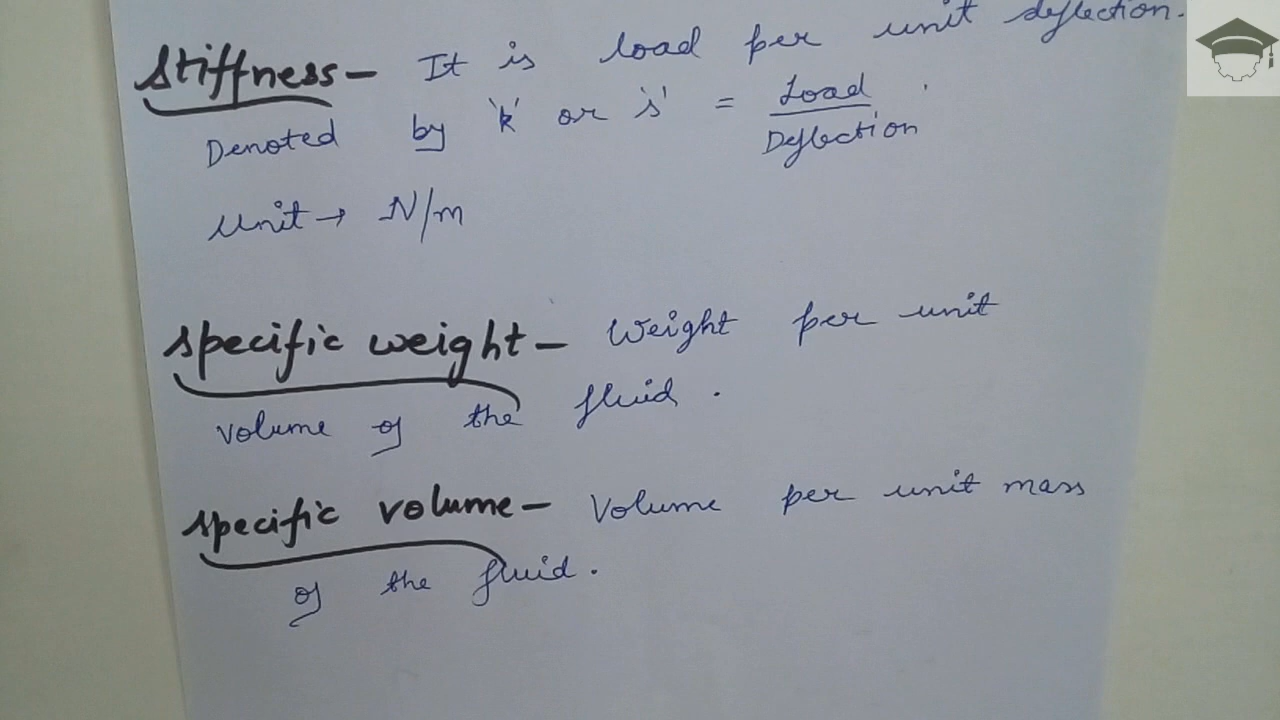 Stiffness - It is load per unit deflection.
Denoted by 'k' or 's' = Load / Deflection.
Unit → N/m
Specific weight - Weight per unit
volume of the fluid.
Specific volume - Volume per unit mass
of the fluid.